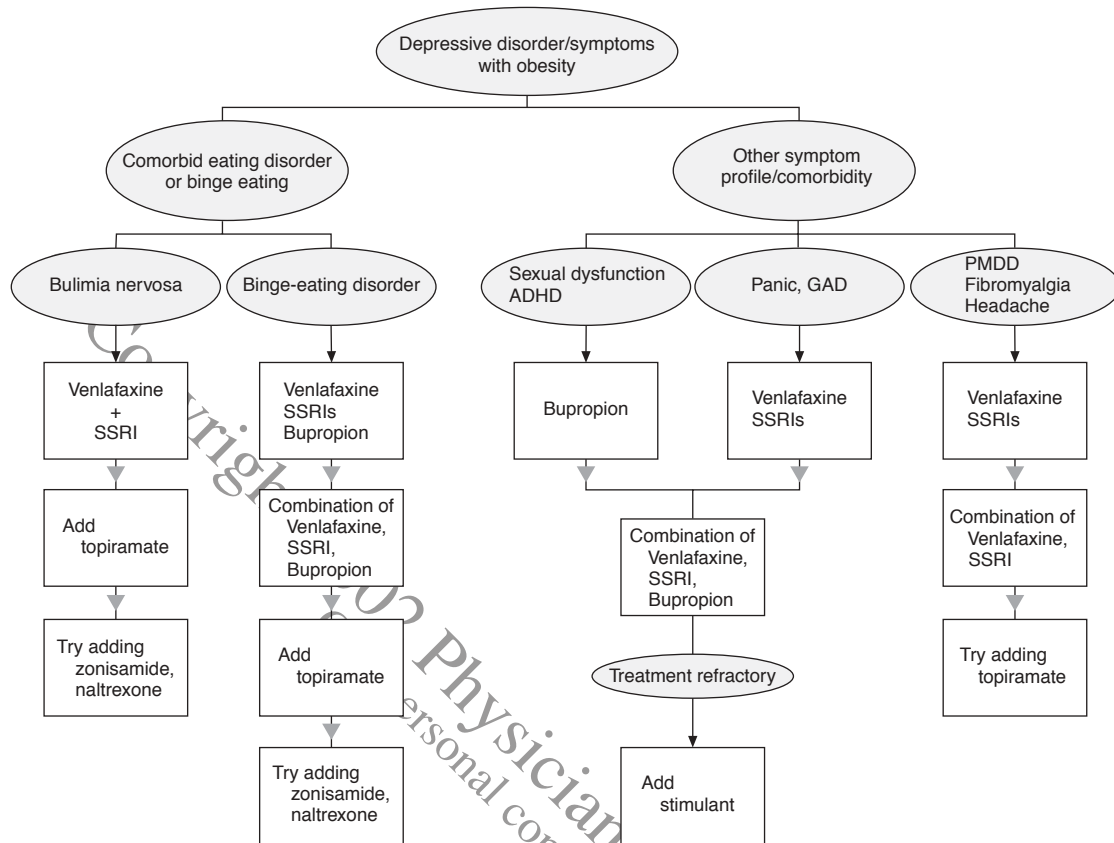 Depressive disorder/symptoms
with obesity
Comorbid eating disorder
or binge eating
Other symptom
profile/comorbidity
Bulimia nervosa
Binge-eating disorder
Sexual dysfunction
ADHD
Panic, GAD
PMDD
Fibromyalgia
Headache
Venlafaxine
+
SSRI
Venlafaxine
SSRIs
Bupropion
Bupropion
Venlafaxine
SSRIs
Venlafaxine
SSRIs
Add
topiramate
Combination of
Venlafaxine,
SSRI,
Bupropion
Combination of
Venlafaxine,
SSRI,
Bupropion
Combination of
Venlafaxine,
SSRI
Try adding
zonisamide,
naltrexone
Add
topiramate
Treatment refractory
Try adding
topiramate
Try adding
zonisamide,
naltrexone
Add
stimulant